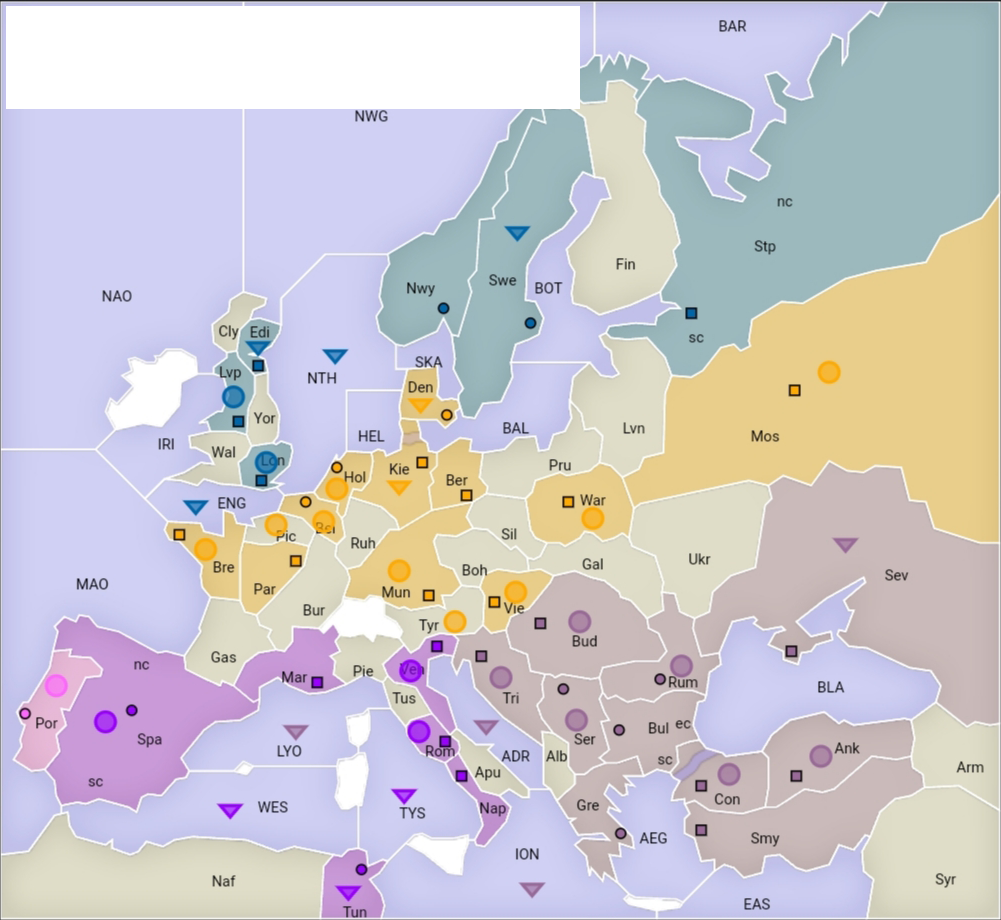 BAR
NWG
nc
Stp
Fin
Nwy
Swe
BOT
NAO
Cly
Edi
sc
SKA
Lvp
NTH
Den
Yor
Lvn
Mos
IRI
HEL
BAL
Wal
Lon
Kie
Ber
Pru
Hol
ENG
War
Bel
Pic
Sil
Ruh
Ukr
Gal
Bre
Boh
Sev
MAO
Par
Mun
Vie
Bur
Tyr
Bud
nc
Gas
Pie
Ven
Mar
Rum
BLA
Tus
Tri
Por
Spa
Bul
ec
Ser
LYO
Rom
ADR
Alb
sc
Ank
Arm
sc
Apu
Con
WES
TYS
Nap
Gre
AEG
Smy
ION
Naf
Syr
Tun
EAS